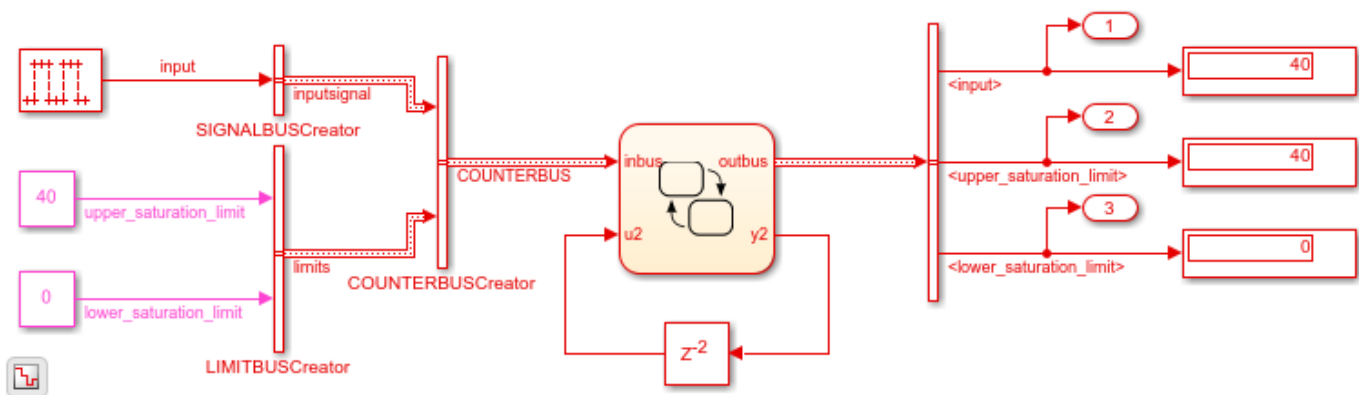 input
inputsignal
SIGNALBUSCreator
40
upper_saturation_limit
0
lower_saturation_limit
limits
LIMITBUSCreator
COUNTERBUS
COUNTERBUSCreator
inbus
outbus
u2
y2
Z-2
1
<input>
40
2
<upper_saturation_limit>
40
3
<lower_saturation_limit>
0